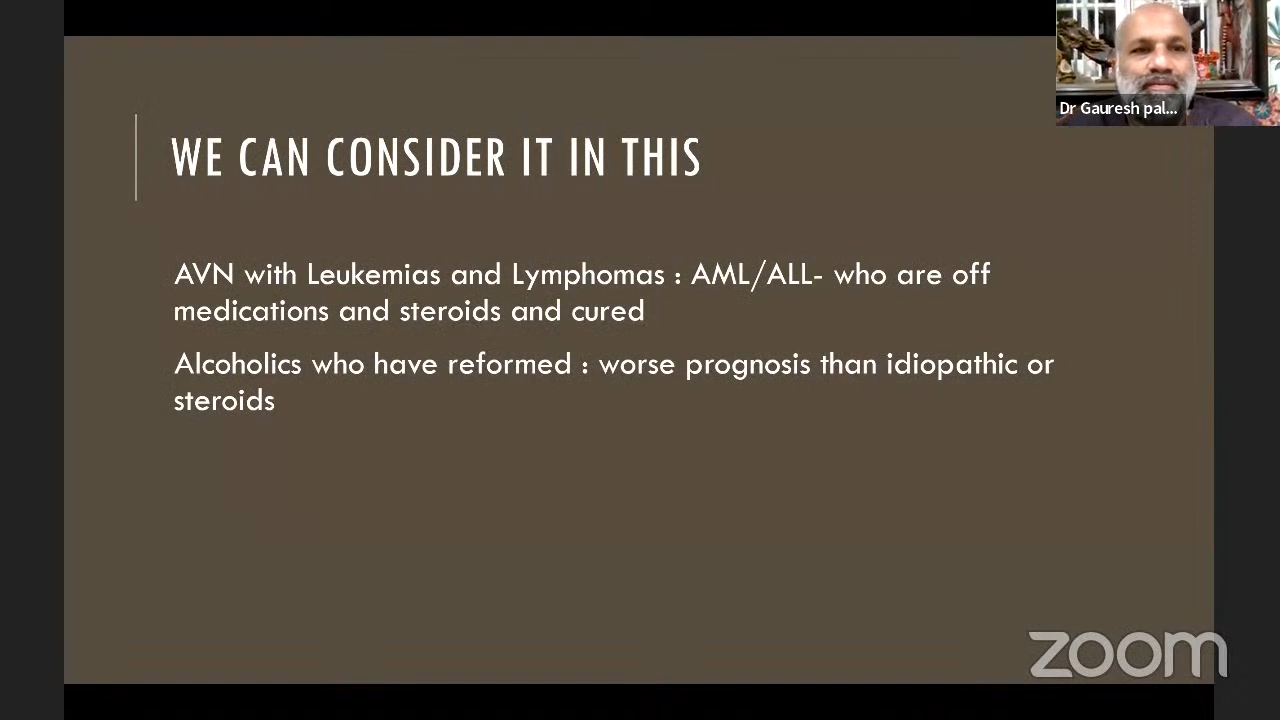 Dr Gauresh pal...
WE CAN CONSIDER IT IN THIS
AVN with Leukemias and Lymphomas : AML/ALL- who are off
medications and steroids and cured
Alcoholics who have reformed : worse prognosis than idiopathic or
steroids
zoom